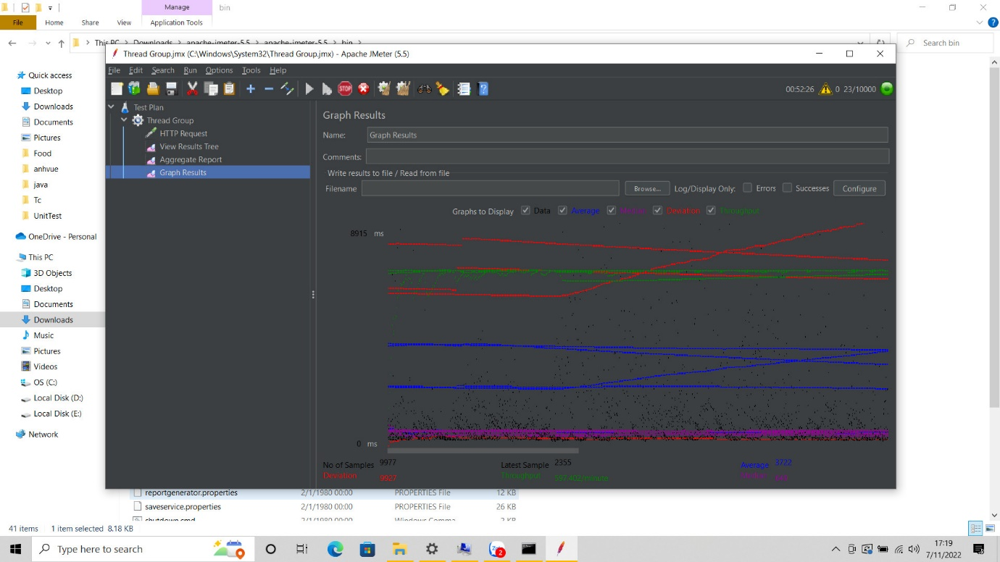 Manage
bin
File
Home
Share
View
Application Tools
This PC > Downloads > apache-jmeter-5.5 > apache-jmeter-5.5 > bin >
Search bin
Thread Group.jmx (C:\Windows\System32\Thread Group.jmx) - Apache JMeter (5.5)
File Edit Search Run Options Tools Help
STOP
00:52:26 0 23/10000
Quick access
Desktop
Downloads
Documents
Pictures
Food
anhvue
java
Tc
UnitTest
OneDrive - Personal
This PC
3D Objects
Desktop
Documents
Downloads
Music
Pictures
Videos
OS (C:)
Local Disk (D:)
Local Disk (E:)
Network
Test Plan
Thread Group
HTTP Request
View Results Tree
Aggregate Report
Graph Results
Graph Results
Name: Graph Results
Comments:
Write results to file / Read from file
Filename Browse... Log/Display Only: Errors Successes Configure
Graphs to Display Data Average Median Deviation Throughput
8915 ms
0 ms
No of Samples 9977 Latest Sample 2355 Average 3722
Deviation 9927 Throughput 597.402/minute Median
reportgenerator.properties 2/1/1980 00:00 PROPERTIES File 12 KB
saveservice.properties 2/1/1980 00:00 PROPERTIES File 26 KB
shutdown.cmd 2/1/1980 00:00 Windows Comma... 2 KB
41 items 1 item selected 8.18 KB
Type here to search
2
17:19
7/11/2022